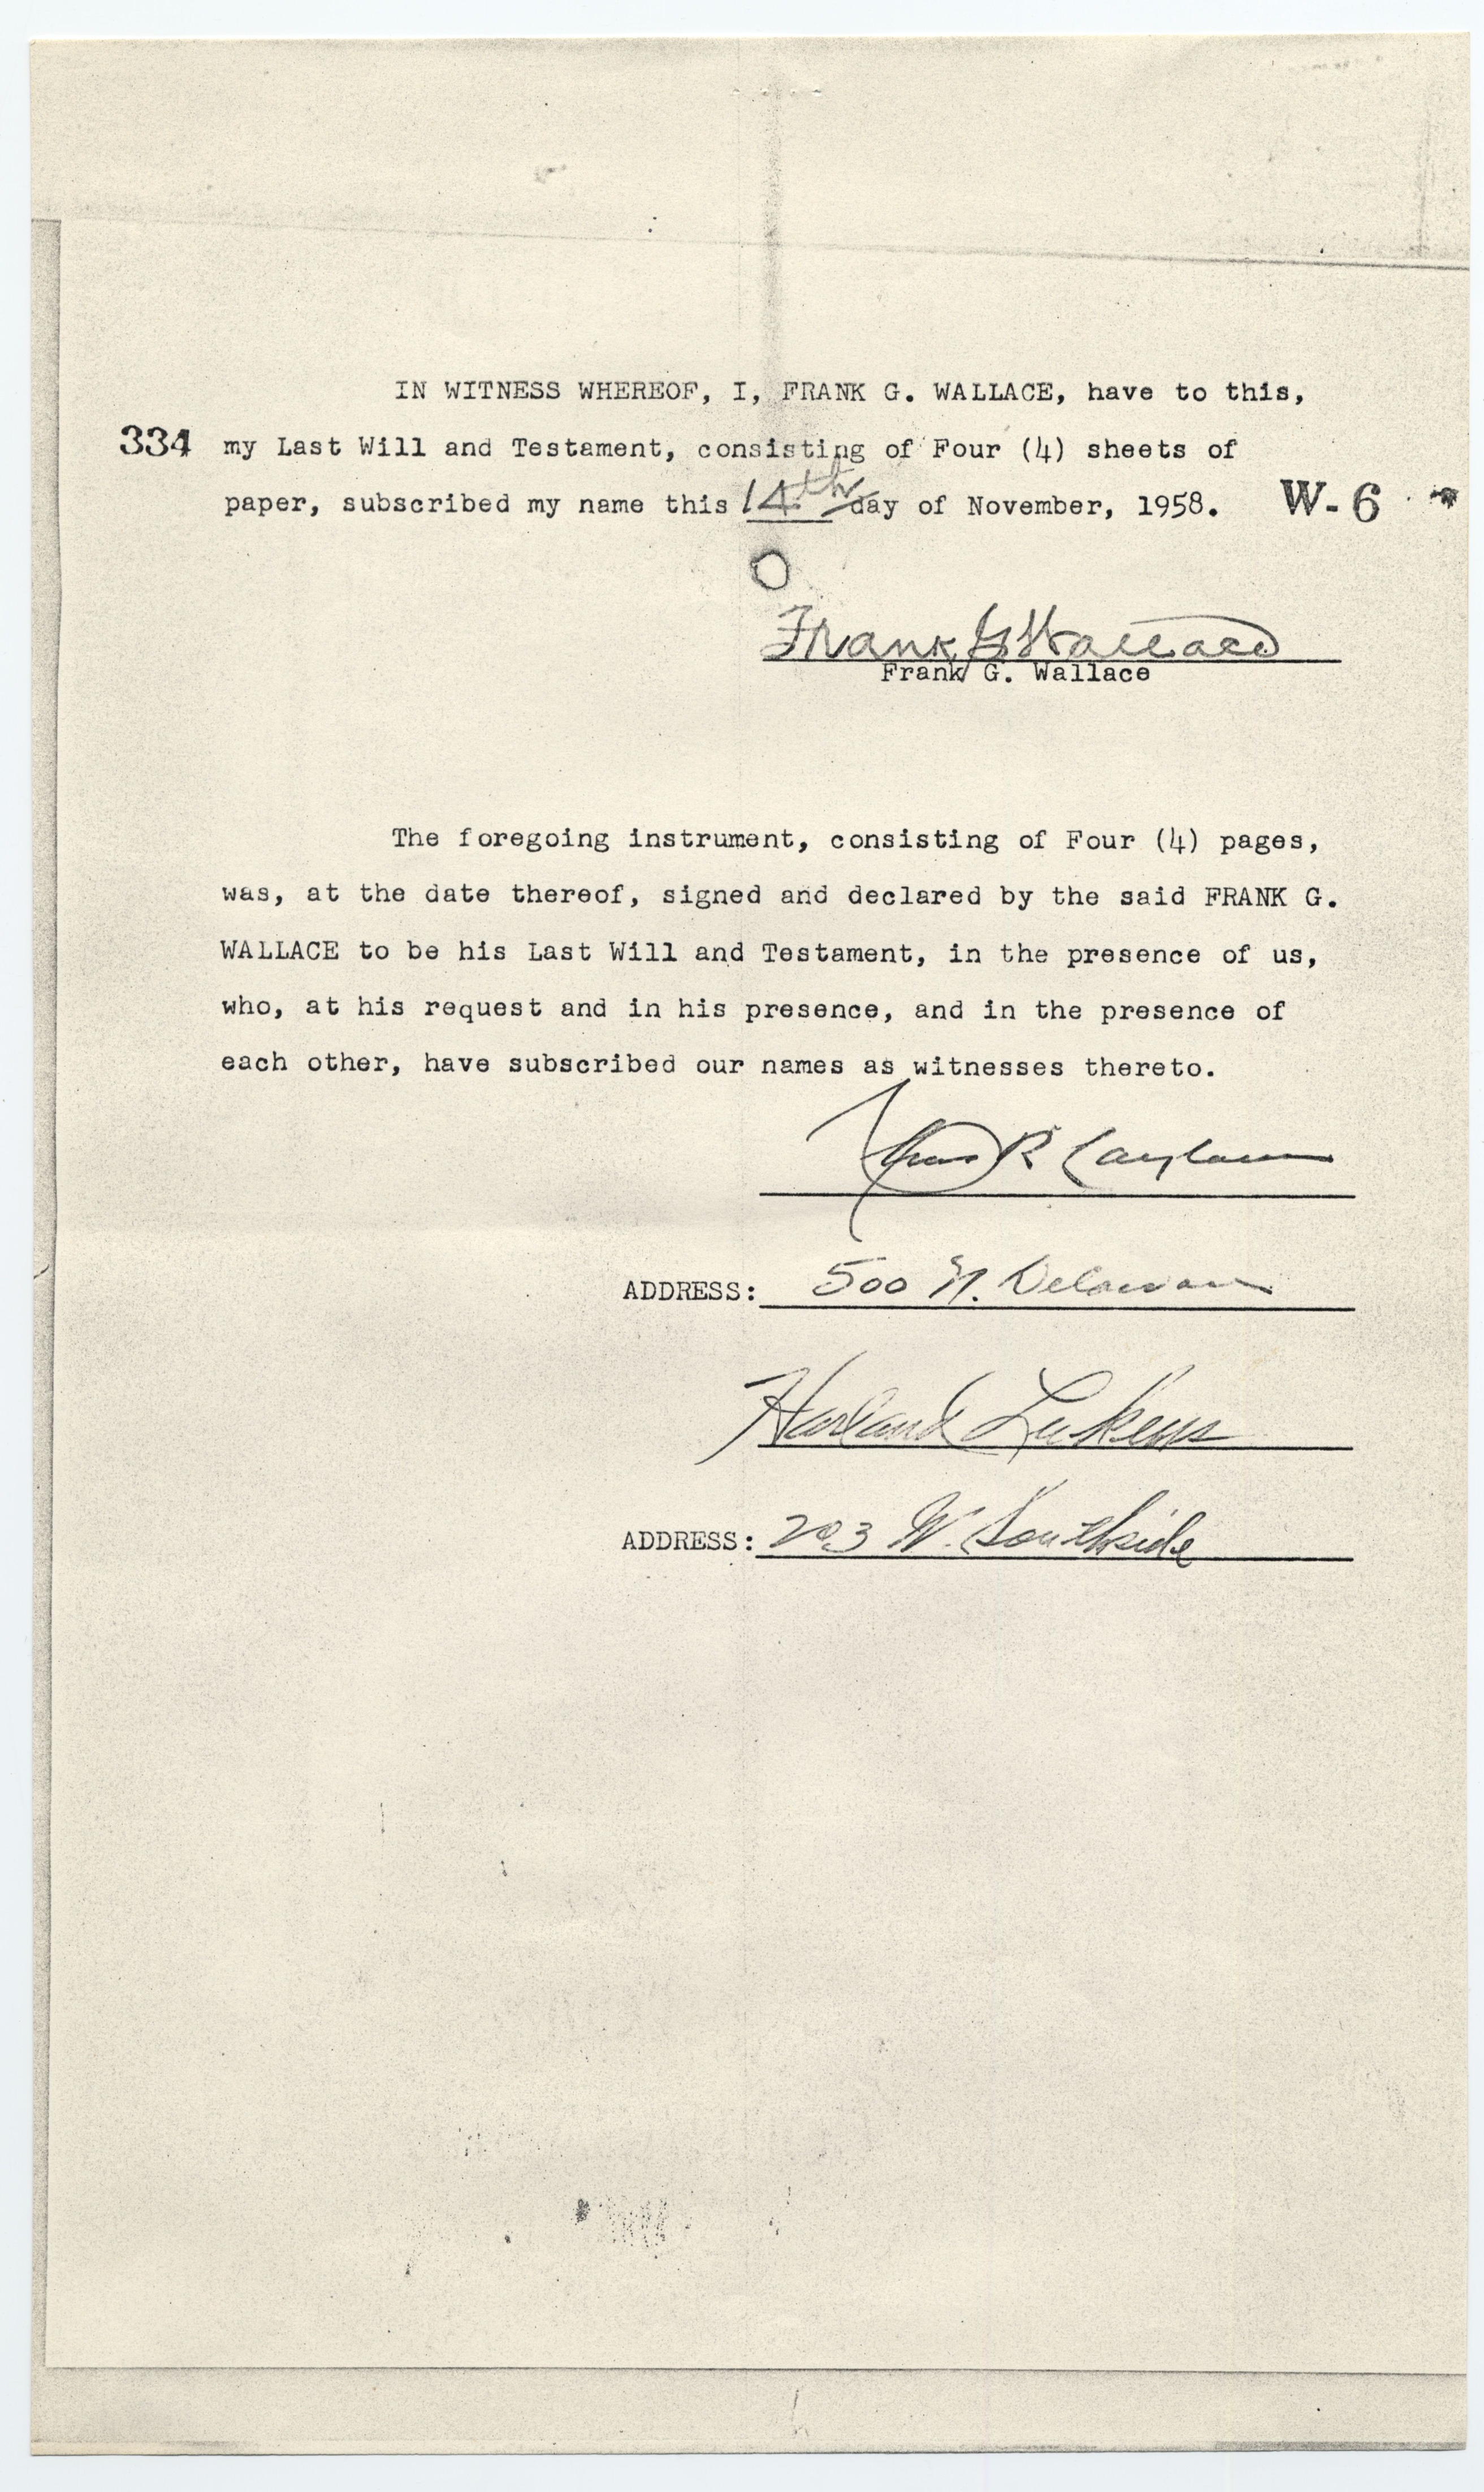 IN WITNESS WHEREOF, I, FRANK G. WALLACE, have to this,
334 my Last Will and Testament, consisting of Four (4) sheets of
paper, subscribed my name this 14th day of November, 1958. W-6
Frank G Wallace
Frank G. Wallace
The foregoing instrument, consisting of Four (4) pages,
was, at the date thereof, signed and declared by the said FRANK G.
WALLACE to be his Last Will and Testament, in the presence of us,
who, at his request and in his presence, and in the presence of
each other, have subscribed our names as witnesses thereto.
R
ADDRESS: 500 N. Delaware
Harland Lukens
ADDRESS: 203 W. Southside